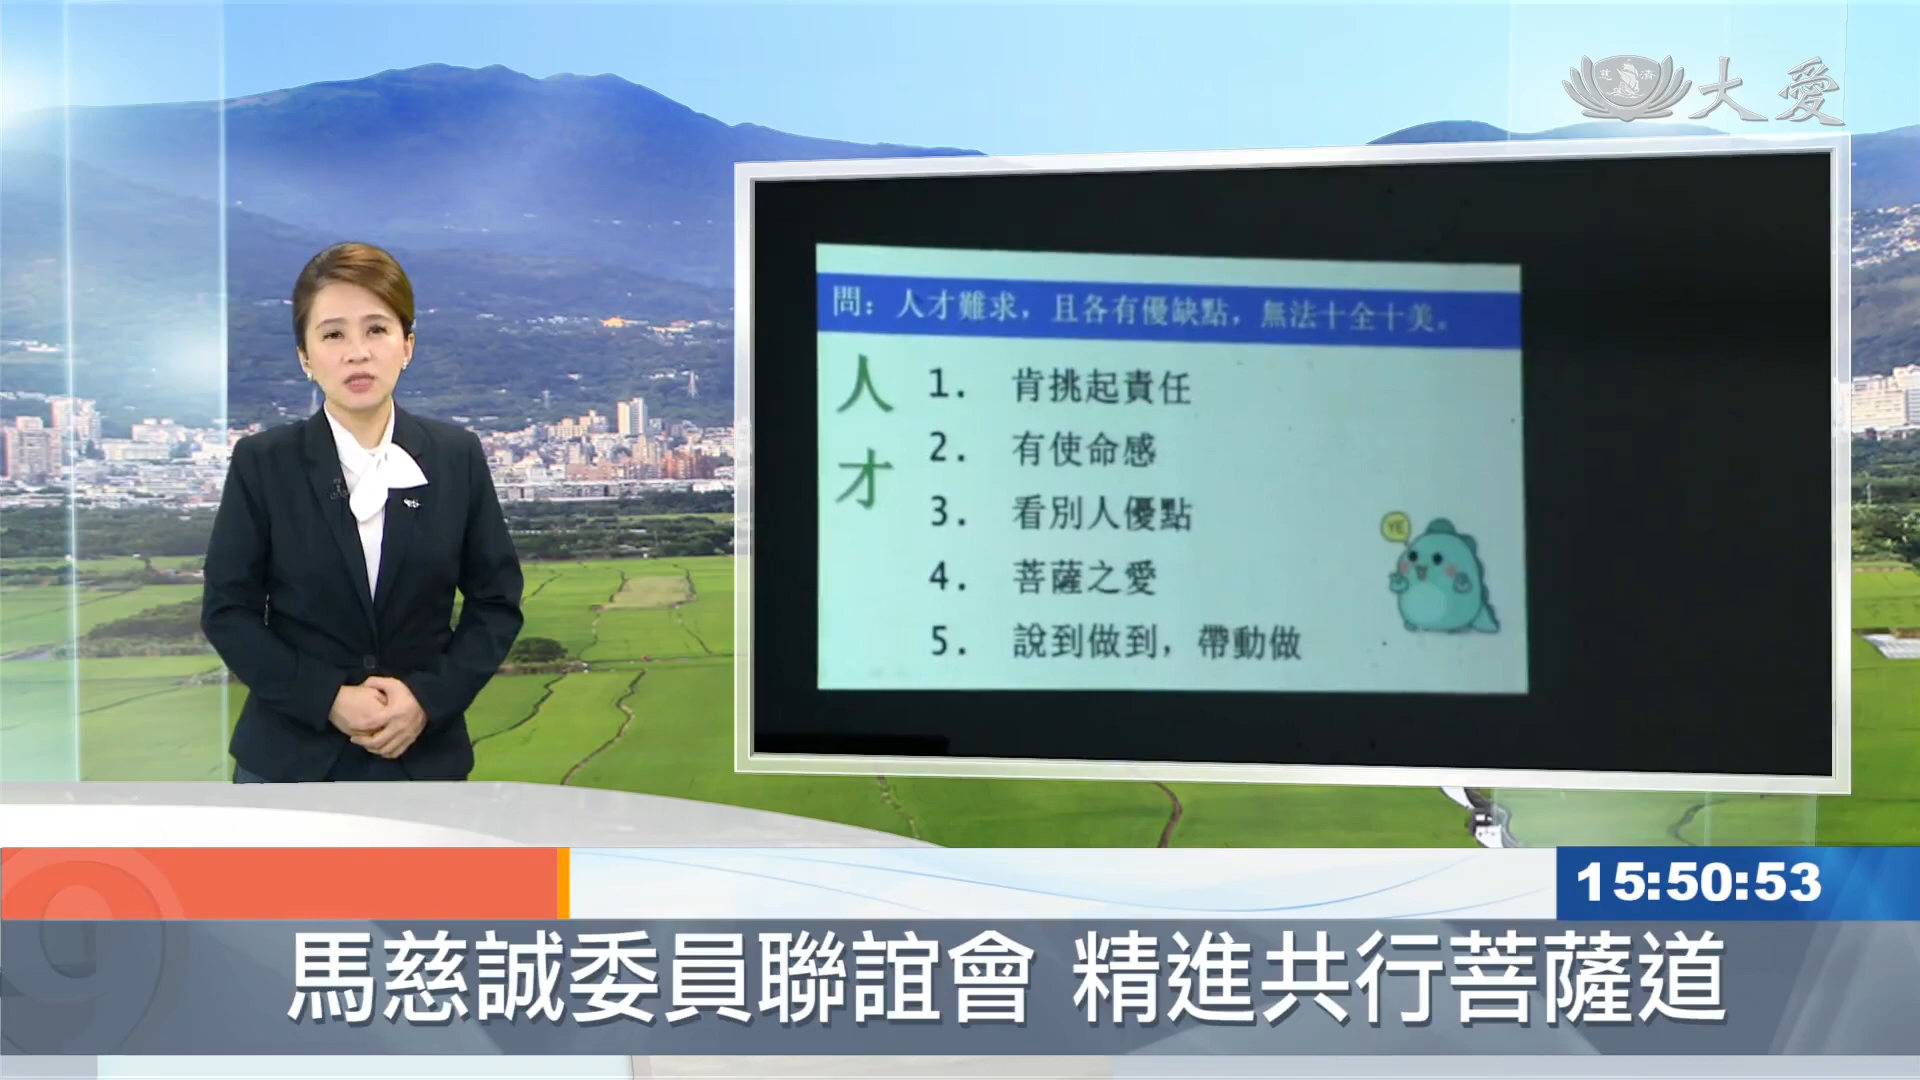 慈濟
大愛
問：人才難求，且各有優缺點，無法十全十美。
人才
1. 肯挑起責任
2. 有使命感
3. 看別人優點
4. 菩薩之愛
5. 說到做到，帶動做
YE
15:50:53
馬慈誠委員聯誼會 精進共行菩薩道